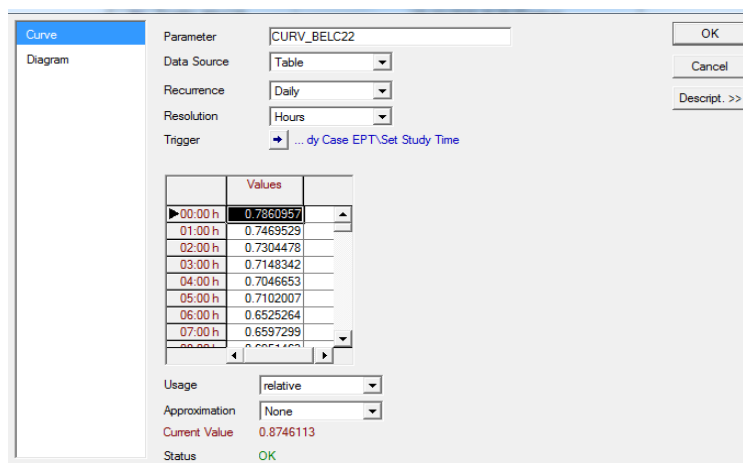 Curve
Diagram
Parameter CURV_BELC22
Data Source Table
Recurrence Daily
Resolution Hours
Trigger ... dy Case EPT\Set Study Time
Values
00:00 h 0.7860957
01:00 h 0.7469529
02:00 h 0.7304478
03:00 h 0.7148342
04:00 h 0.7046653
05:00 h 0.7102007
06:00 h 0.6525264
07:00 h 0.6597299
Usage relative
Approximation None
Current Value 0.8746113
Status OK
OK
Cancel
Descript. >>